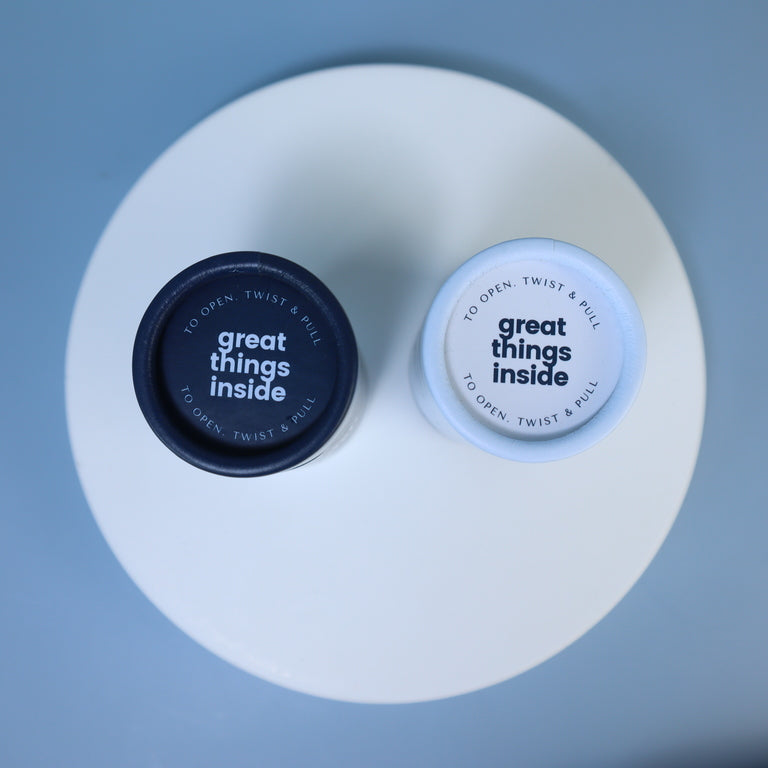 TO OPEN. TWIST & PULL
great
things
inside
TO OPEN. TWIST & PULL
TO OPEN. TWIST & PULL
great
things
inside
TO OPEN. TWIST & PULL